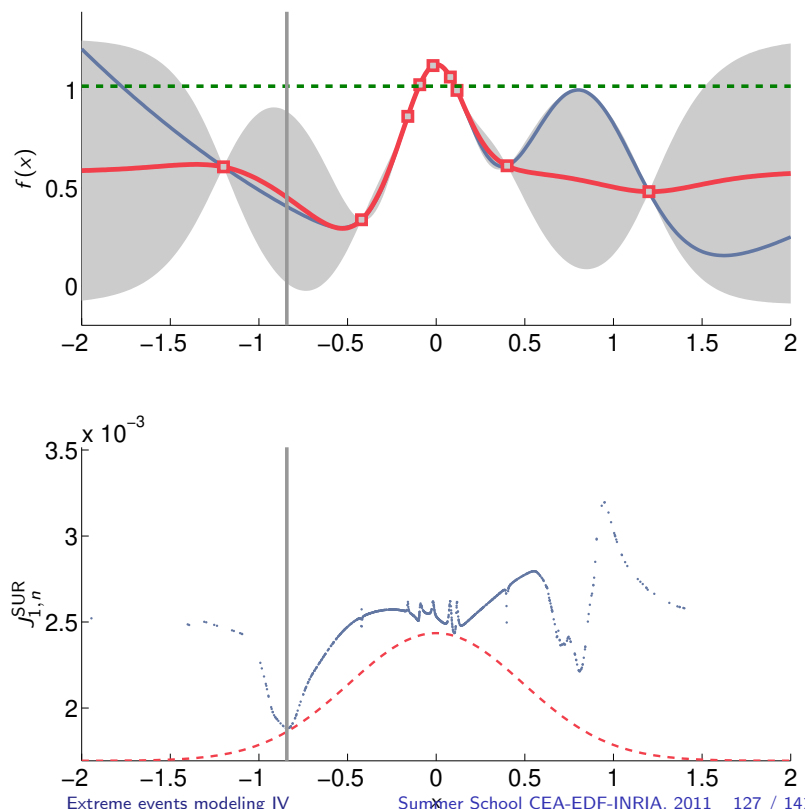 1
0.5
0
f(x)
−2 −1.5 −1 −0.5 0 0.5 1 1.5 2
x 10−3
3.5
3
2.5
2
JSUR1,n
−2 −1.5 −1 −0.5 0 0.5 1 1.5 2
x
Extreme events modeling IV Summer School CEA-EDF-INRIA, 2011 127 / 14